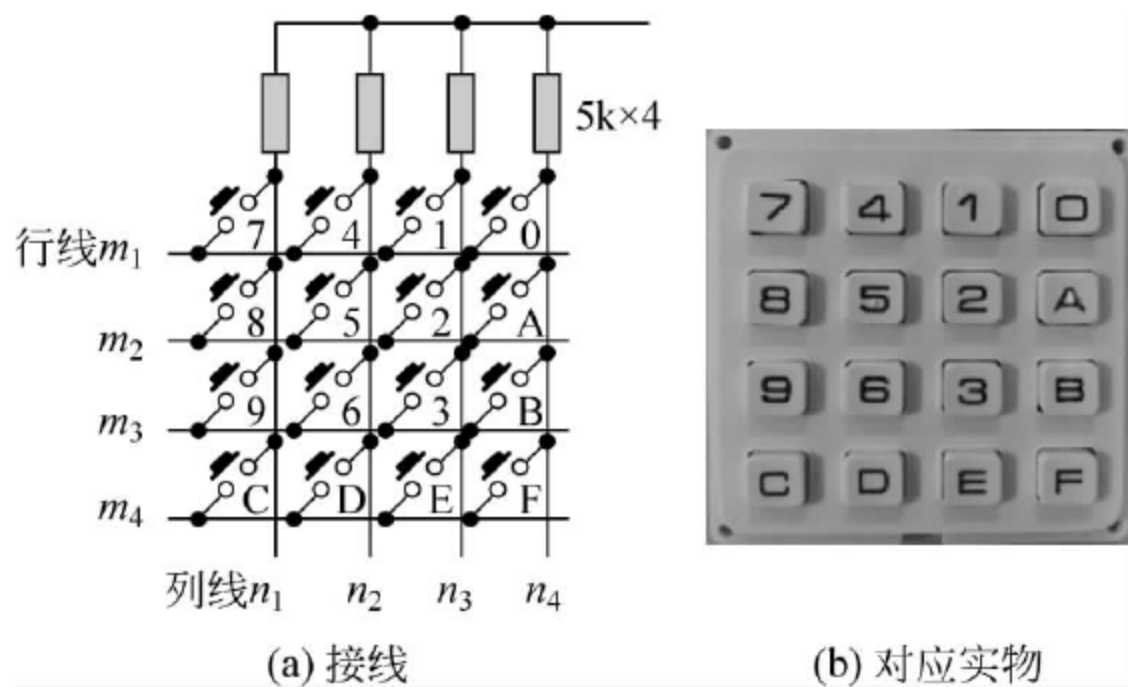 5k×4
行线m₁ 7 4 1 0
m₂ 8 5 2 A
m₃ 9 6 3 B
m₄ C D E F
列线n₁ n₂ n₃ n₄
(a) 接线
7 4 1 0
8 5 2 A
9 6 3 B
C D E F
(b) 对应实物